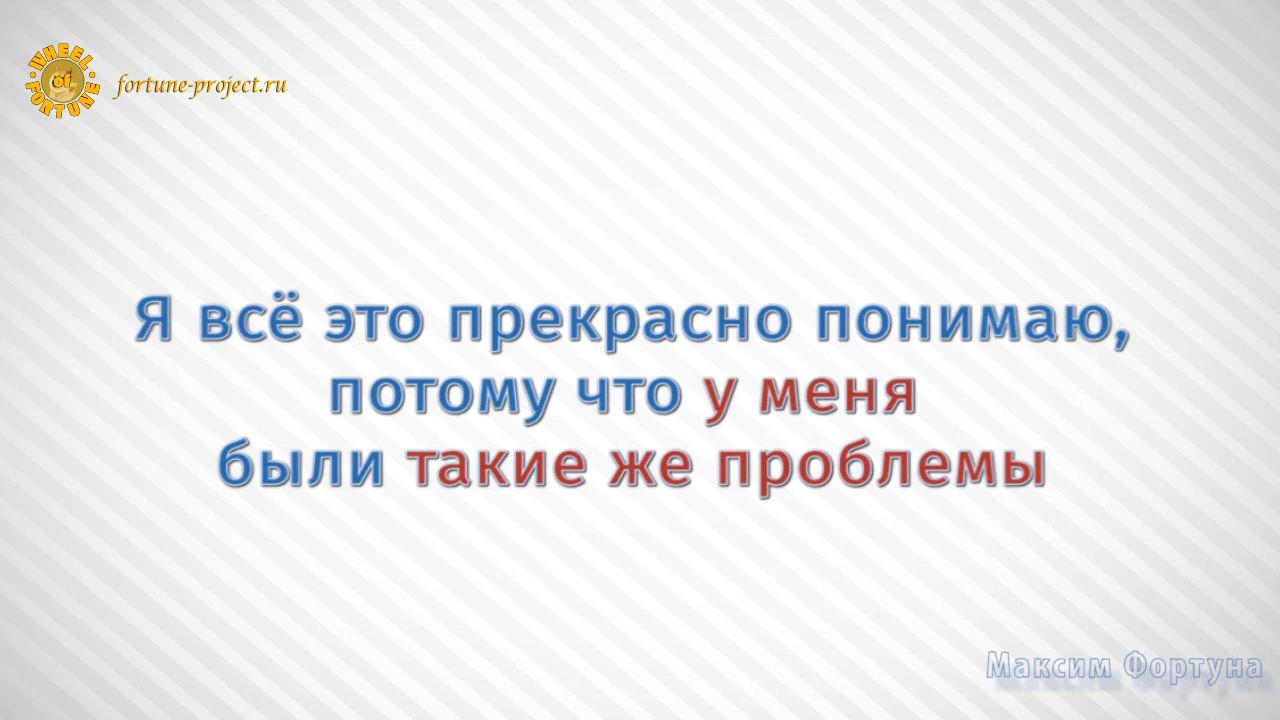 WHEEL of FORTUNE
fortune-project.ru
Я всё это прекрасно понимаю,
потому что у меня
были такие же проблемы
Максим Фортуна